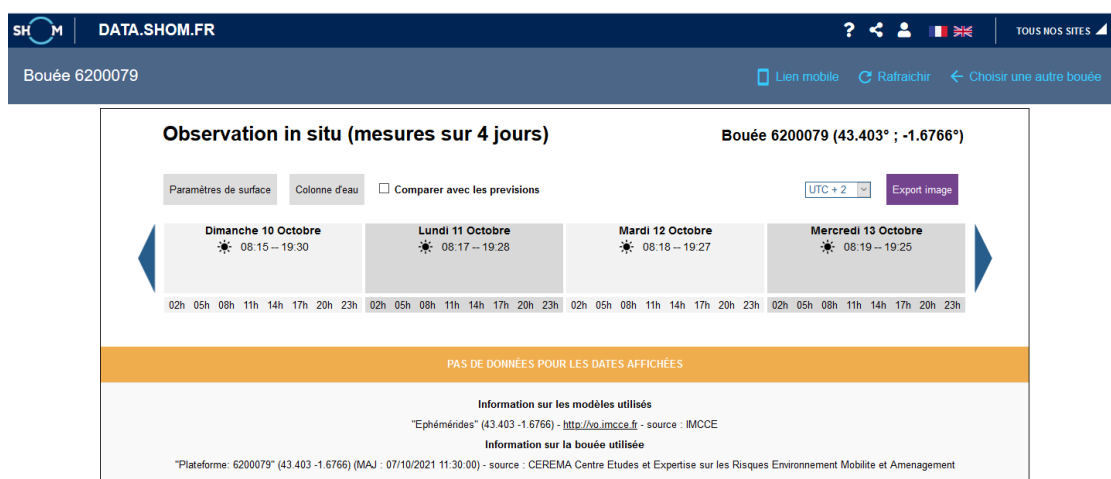 SHOM DATA.SHOM.FR ? TOUS NOS SITES
Bouée 6200079 Lien mobile Rafraichir Choisir une autre bouée
Observation in situ (mesures sur 4 jours) Bouée 6200079 (43.403° ; -1.6766°)
Paramètres de surface Colonne d'eau Comparer avec les previsions UTC + 2 Export image
Dimanche 10 Octobre Lundi 11 Octobre Mardi 12 Octobre Mercredi 13 Octobre
08:15 -- 19:30 08:17 -- 19:28 08:18 -- 19:27 08:19 -- 19:25
02h 05h 08h 11h 14h 17h 20h 23h 02h 05h 08h 11h 14h 17h 20h 23h 02h 05h 08h 11h 14h 17h 20h 23h 02h 05h 08h 11h 14h 17h 20h 23h
PAS DE DONNÉES POUR LES DATES AFFICHÉES
Information sur les modèles utilisés
"Ephémérides" (43.403 -1.6766) - http://vo.imcce.fr - source : IMCCE
Information sur la bouée utilisée
"Plateforme: 6200079" (43.403 -1.6766) (MAJ : 07/10/2021 11:30:00) - source : CEREMA Centre Etudes et Expertise sur les Risques Environnement Mobilite et Amenagement